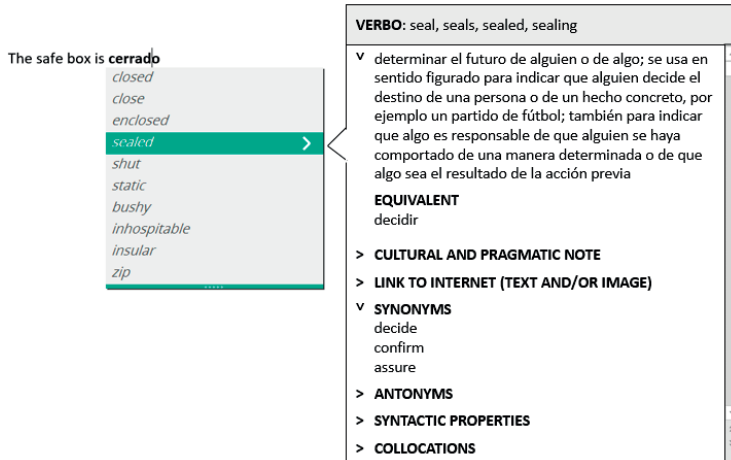 The safe box is cerrado
closed
close
enclosed
sealed
shut
static
bushy
inhospitable
insular
zip
VERBO: seal, seals, sealed, sealing
determinar el futuro de alguien o de algo; se usa en
sentido figurado para indicar que alguien decide el
destino de una persona o de un hecho concreto, por
ejemplo un partido de fútbol; también para indicar
que algo es responsable de que alguien se haya
comportado de una manera determinada o de que
algo sea el resultado de la acción previa
EQUIVALENT
decidir
> CULTURAL AND PRAGMATIC NOTE
> LINK TO INTERNET (TEXT AND/OR IMAGE)
SYNONYMS
decide
confirm
assure
> ANTONYMS
> SYNTACTIC PROPERTIES
> COLLOCATIONS